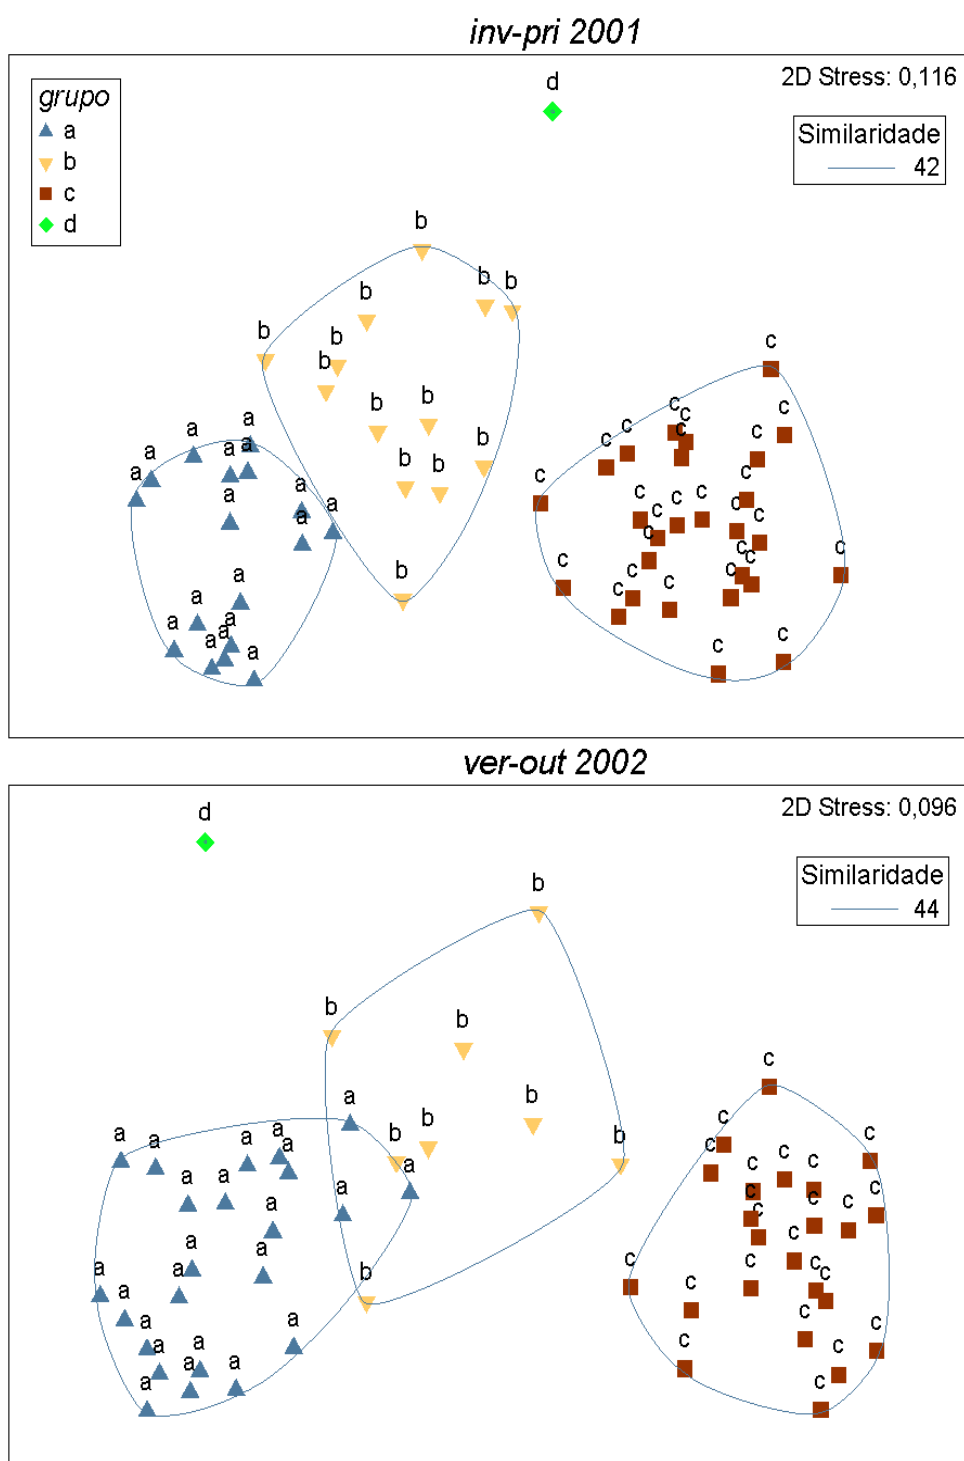 inv-pri 2001
2D Stress: 0,116
grupo
a
b
c
d
Similaridade
42
d
b
b b
b
b b
b
b c
b b c c
a a c c c
a a a c c c
b b b c c
a a a c c c c
a c c c
a c c c
a b c c c c
a a c c c
a a a c c
a c
ver-out 2002
2D Stress: 0,096
Similaridade
44
d
b
b
b
c
a b
a a a a a b b b c c
a a a c c c
a a c c c
a c c c
a a c
a a b c c c
a c c
a a c c
a a a c c
a c